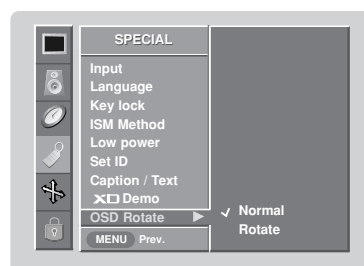 SPECIAL
Input
Language
Key lock
ISM Method
Low power
Set ID
Caption / Text
XD Demo
OSD Rotate ▶
✓ Normal
Rotate
MENU Prev.